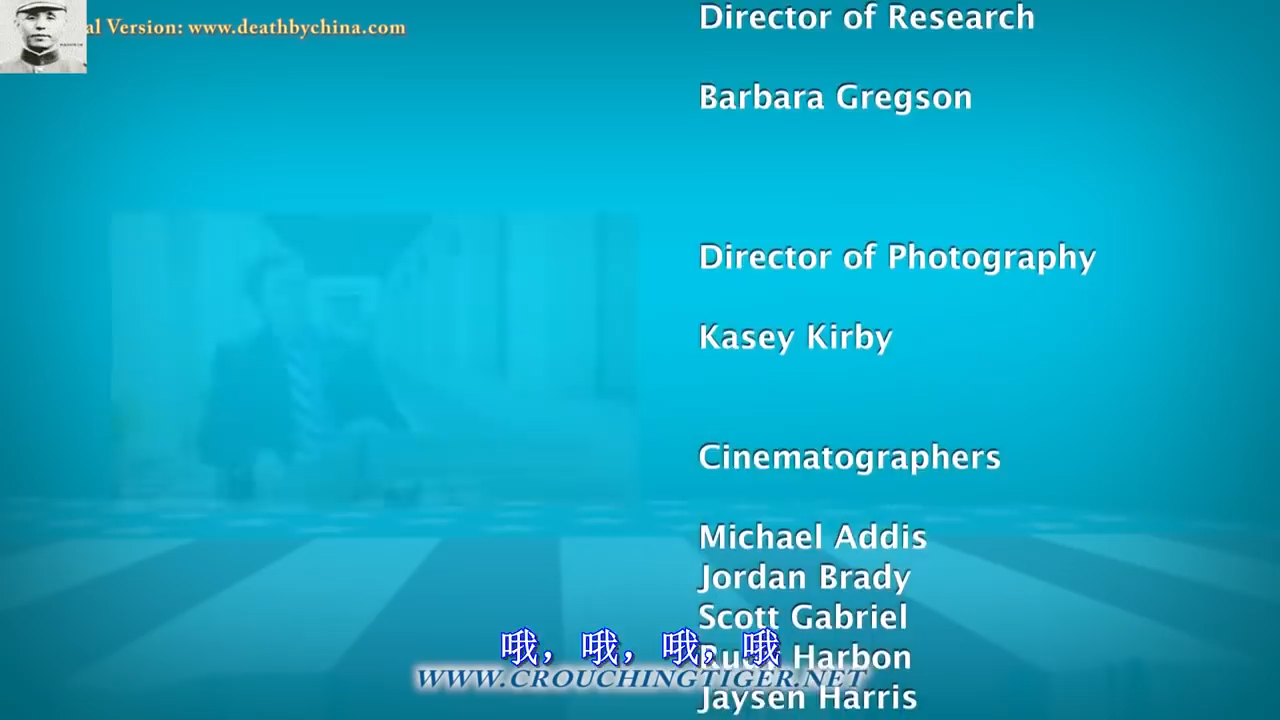 al Version: www.deathbychina.com
Director of Research
Barbara Gregson
Director of Photography
Kasey Kirby
Cinematographers
Michael Addis
Jordan Brady
Scott Gabriel
Harbon
Jaysen Harris
哦，哦，哦，哦
WWW.CROUCHINGTIGER.NET